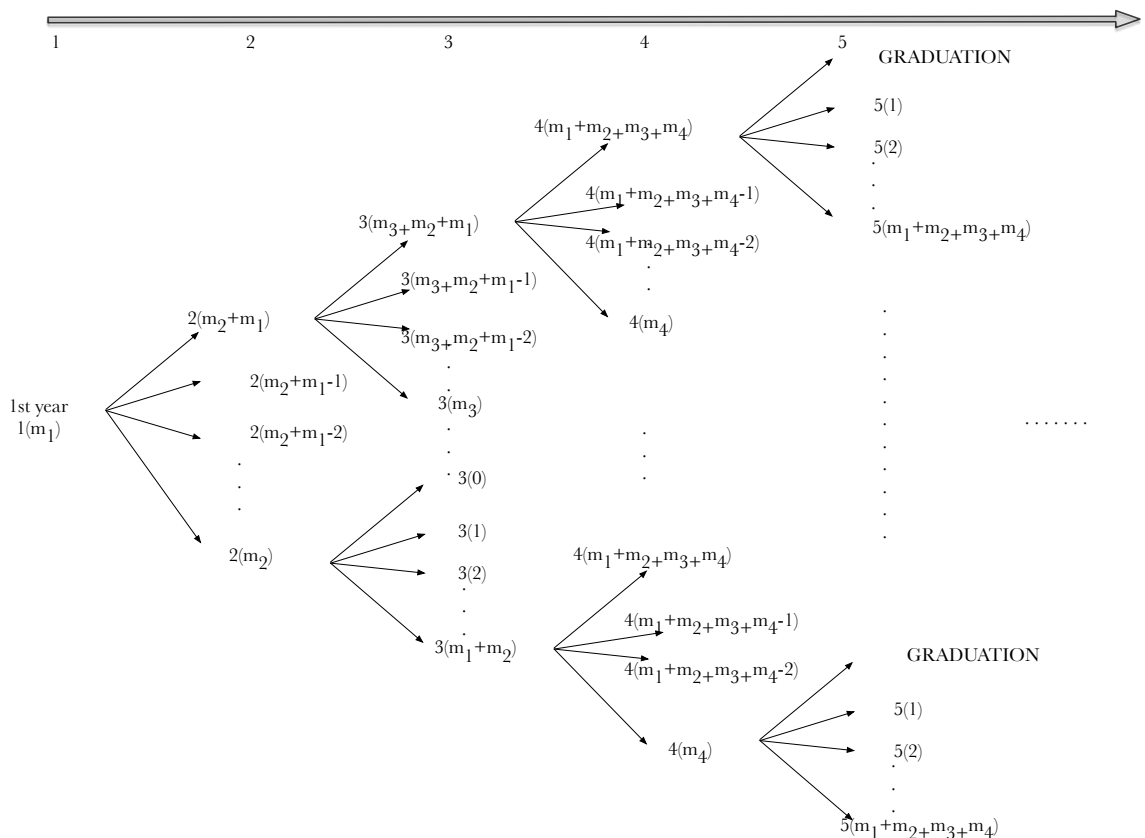 1 2 3 4 5
GRADUATION
5(1)
4(m₁+m₂+m₃+m₄)
5(2)
4(m₁+m₂+m₃+m₄-1)
3(m₃+m₂+m₁)
5(m₁+m₂+m₃+m₄)
4(m₁+m₂+m₃+m₄-2)
3(m₃+m₂+m₁-1)
2(m₂+m₁)
4(m₄)
3(m₃+m₂+m₁-2)
2(m₂+m₁-1)
1st year
3(m₃)
1(m₁)
2(m₂+m₁-2)
3(0)
3(1)
2(m₂)
4(m₁+m₂+m₃+m₄)
3(2)
4(m₁+m₂+m₃+m₄-1)
3(m₁+m₂)
GRADUATION
4(m₁+m₂+m₃+m₄-2)
5(1)
4(m₄)
5(2)
5(m₁+m₂+m₃+m₄)